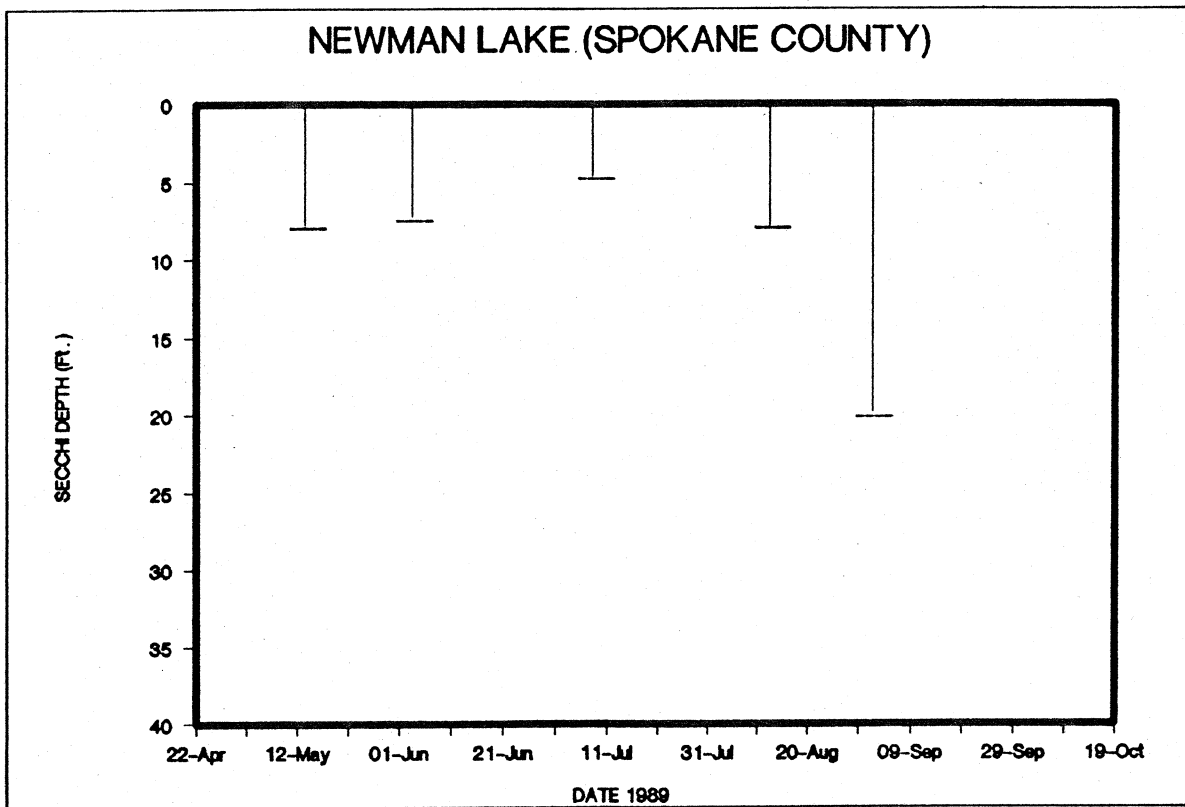 NEWMAN LAKE (SPOKANE COUNTY)
0
5
10
15
20
25
30
35
40
SECCHI DEPTH (Ft.)
22-Apr 12-May 01-Jun 21-Jun 11-Jul 31-Jul 20-Aug 09-Sep 29-Sep 19-Oct
DATE 1989